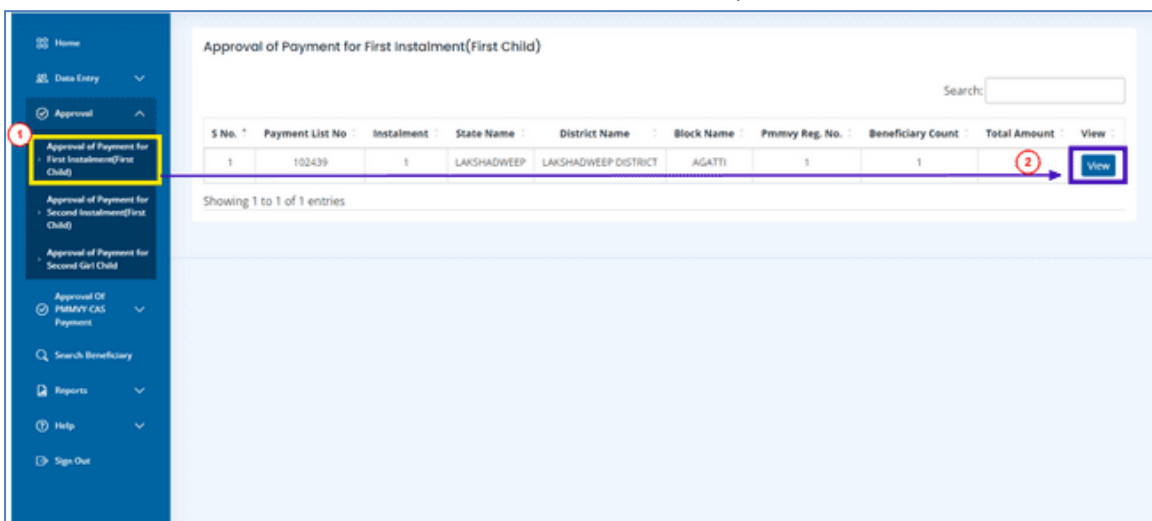 Home
Data Entry
Approval
1
Approval of Payment for
First Instalment(First
Child)
Approval of Payment for
Second Instalment(First
Child)
Approval of Payment for
Second Girl Child
Approval Of
PMMVY CAS
Payment
Search Beneficiary
Reports
Help
Sign Out
Approval of Payment for First Instalment(First Child)
Search:
S No. Payment List No Instalment State Name District Name Block Name Pmmvy Reg. No. Beneficiary Count Total Amount View
1 102439 1 LAKSHADWEEP LAKSHADWEEP DISTRICT AGATTI 1 1 2 View
Showing 1 to 1 of 1 entries